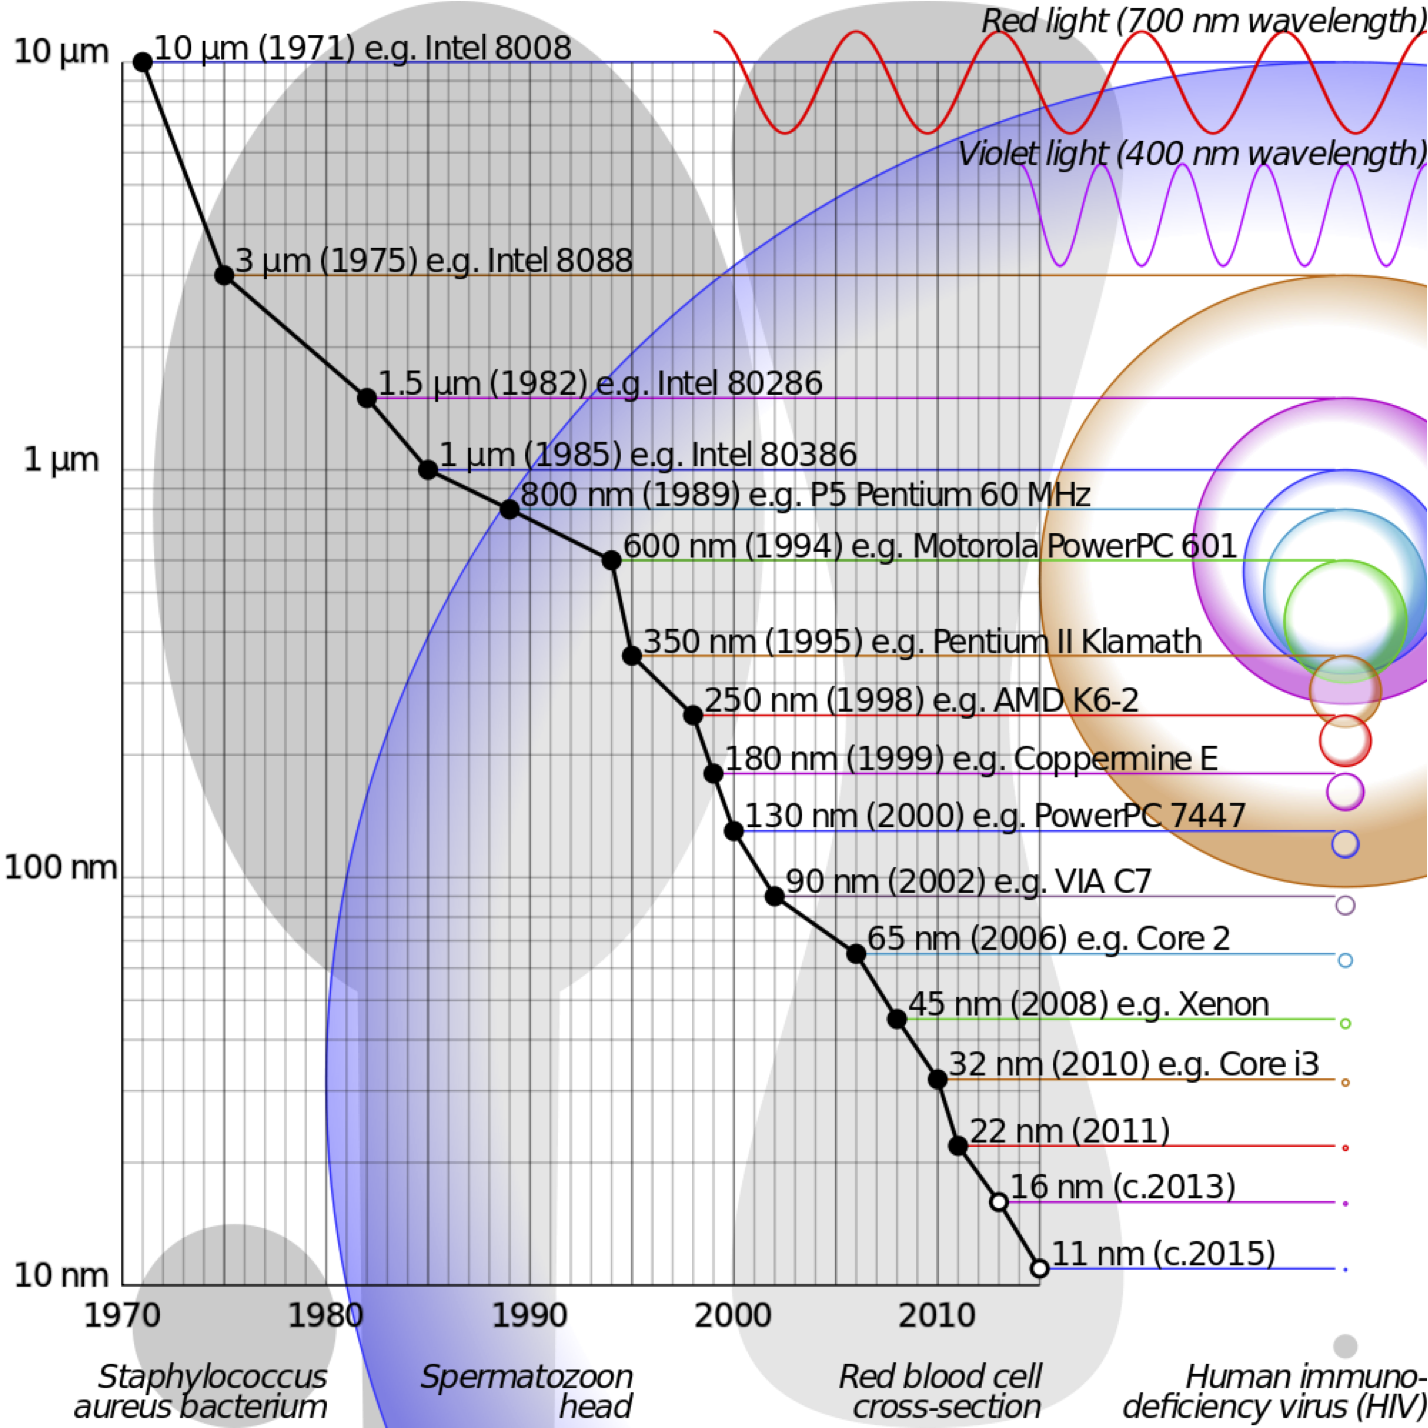 Red light (700 nm wavelength)
10 μm
10 μm (1971) e.g. Intel 8008
Violet light (400 nm wavelength)
3 μm (1975) e.g. Intel 8088
1.5 μm (1982) e.g. Intel 80286
1 μm
1 μm (1985) e.g. Intel 80386
800 nm (1989) e.g. P5 Pentium 60 MHz
600 nm (1994) e.g. Motorola PowerPC 601
350 nm (1995) e.g. Pentium II Klamath
250 nm (1998) e.g. AMD K6-2
180 nm (1999) e.g. Coppermine E
130 nm (2000) e.g. PowerPC 7447
100 nm
90 nm (2002) e.g. VIA C7
65 nm (2006) e.g. Core 2
45 nm (2008) e.g. Xenon
32 nm (2010) e.g. Core i3
22 nm (2011)
16 nm (c.2013)
11 nm (c.2015)
10 nm
1970 1980 1990 2000 2010
Staphylococcus
aureus bacterium
Spermatozoon
head
Red blood cell
cross-section
Human immuno-
deficiency virus (HIV)